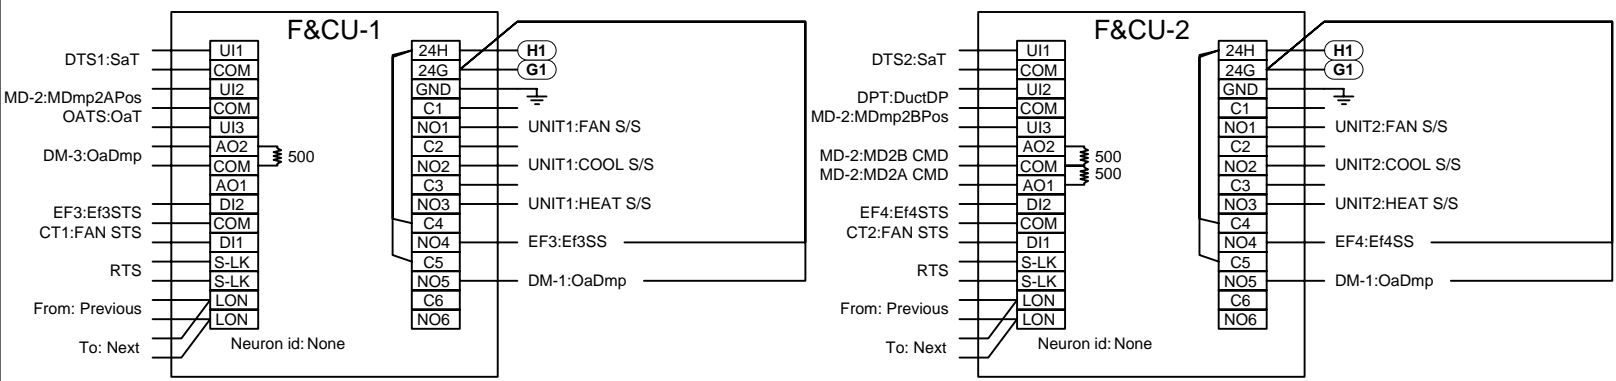 F&CU-1
DTS1:SaT
MD-2:MDmp2APos
OATS:OaT
DM-3:OaDmp
EF3:Ef3STS
CT1:FAN STS
RTS
From: Previous
To: Next
UI1
COM
UI2
COM
UI3
AO2
COM
AO1
DI2
COM
DI1
S-LK
S-LK
LON
LON
500
Neuron id: None
24H
24G
GND
C1
NO1
C2
NO2
C3
NO3
C4
NO4
C5
NO5
C6
NO6
H1
G1
UNIT1:FAN S/S
UNIT1:COOL S/S
UNIT1:HEAT S/S
EF3:Ef3SS
DM-1:OaDmp
F&CU-2
DTS2:SaT
DPT:DuctDP
MD-2:MDmp2BPos
MD-2:MD2B CMD
MD-2:MD2A CMD
EF4:Ef4STS
CT2:FAN STS
RTS
From: Previous
To: Next
UI1
COM
UI2
COM
UI3
AO2
COM
AO1
DI2
COM
DI1
S-LK
S-LK
LON
LON
500
500
Neuron id: None
24H
24G
GND
C1
NO1
C2
NO2
C3
NO3
C4
NO4
C5
NO5
C6
NO6
H1
G1
UNIT2:FAN S/S
UNIT2:COOL S/S
UNIT2:HEAT S/S
EF4:Ef4SS
DM-1:OaDmp